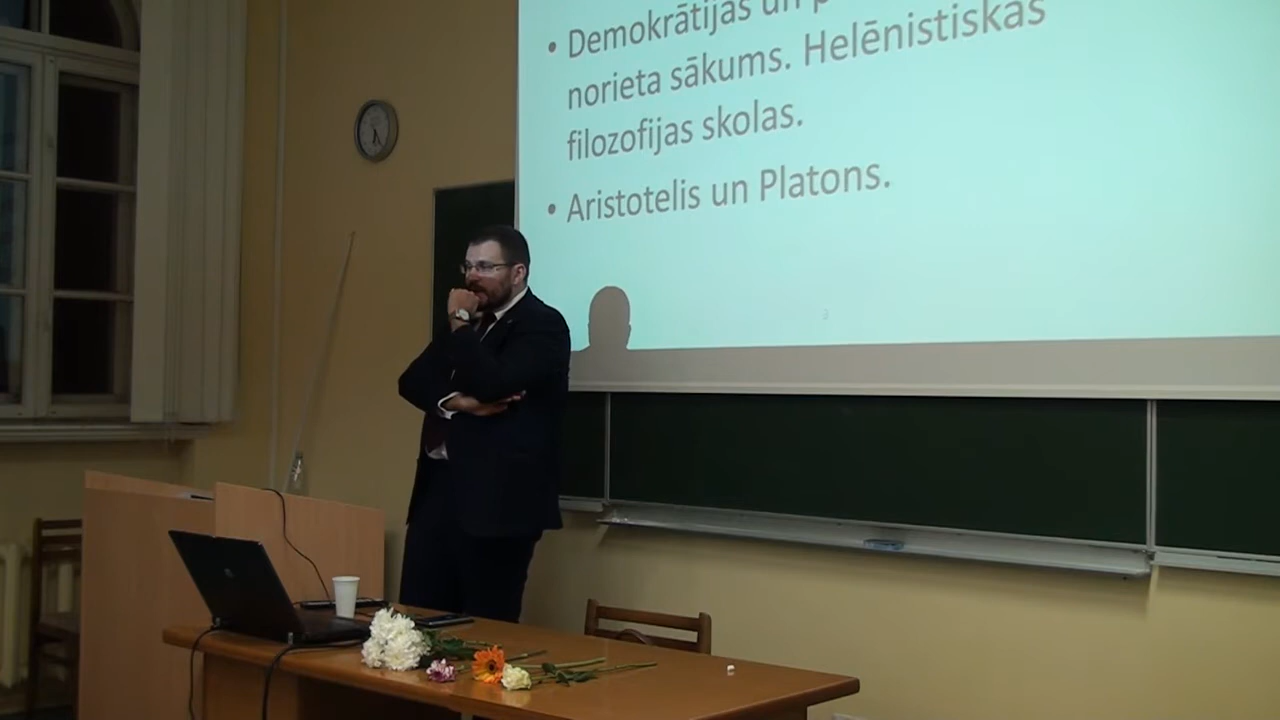 • Demokrātijas un
norieta sākums. Helēnistiskās
filozofijas skolas.
• Aristotelis un Platons.